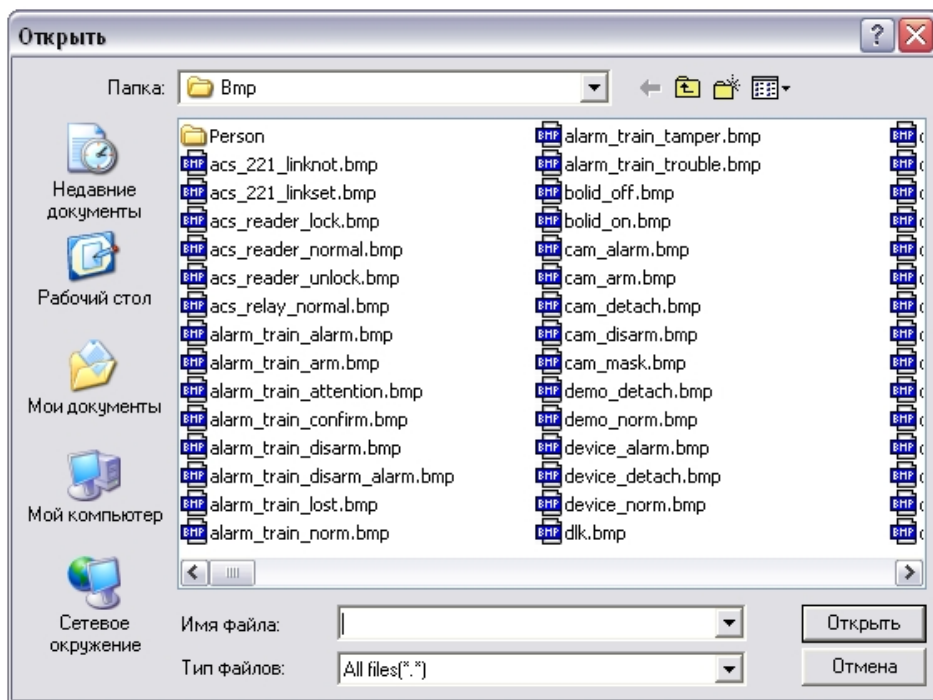 Открыть
Папка:
Bmp
Недавние
документы
Рабочий стол
Мои документы
Мой компьютер
Сетевое
окружение
Person
acs_221_linknot.bmp
acs_221_linkset.bmp
acs_reader_lock.bmp
acs_reader_normal.bmp
acs_reader_unlock.bmp
acs_relay_normal.bmp
alarm_train_alarm.bmp
alarm_train_arm.bmp
alarm_train_attention.bmp
alarm_train_confirm.bmp
alarm_train_disarm.bmp
alarm_train_disarm_alarm.bmp
alarm_train_lost.bmp
alarm_train_norm.bmp
alarm_train_tamper.bmp
alarm_train_trouble.bmp
bolid_off.bmp
bolid_on.bmp
cam_alarm.bmp
cam_arm.bmp
cam_detach.bmp
cam_disarm.bmp
cam_mask.bmp
demo_detach.bmp
demo_norm.bmp
device_alarm.bmp
device_detach.bmp
device_norm.bmp
dlk.bmp
Имя файла:
Открыть
Тип файлов:
All files(*.*)
Отмена